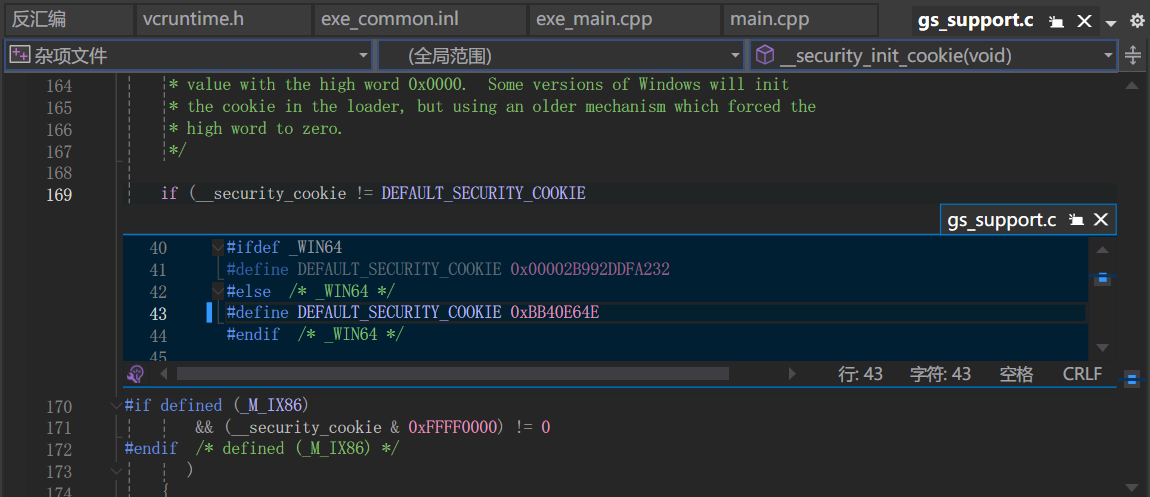 反汇编 vcruntime.h exe_common.inl exe_main.cpp main.cpp gs_support.c
杂项文件 (全局范围) __security_init_cookie(void)
164 * value with the high word 0x0000.  Some versions of Windows will init
165 * the cookie in the loader, but using an older mechanism which forced the
166 * high word to zero.
167 */
168
169 if (__security_cookie != DEFAULT_SECURITY_COOKIE
gs_support.c
40 #ifdef _WIN64
41 #define DEFAULT_SECURITY_COOKIE 0x00002B992DDFA232
42 #else  /* _WIN64 */
43 #define DEFAULT_SECURITY_COOKIE 0xBB40E64E
44 #endif  /* _WIN64 */
45
行: 43 字符: 43 空格 CRLF
170 #if defined (_M_IX86)
171 && (__security_cookie & 0xFFFF0000) != 0
172 #endif  /* defined (_M_IX86) */
173 )
174 {